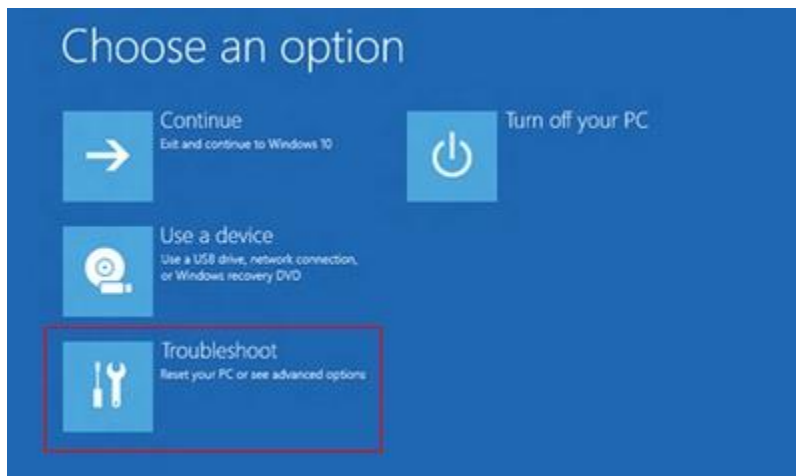 Choose an option
Continue
Exit and continue to Windows 10
Turn off your PC
Use a device
Use a USB drive, network connection,
or Windows recovery DVD
Troubleshoot
Reset your PC or see advanced options